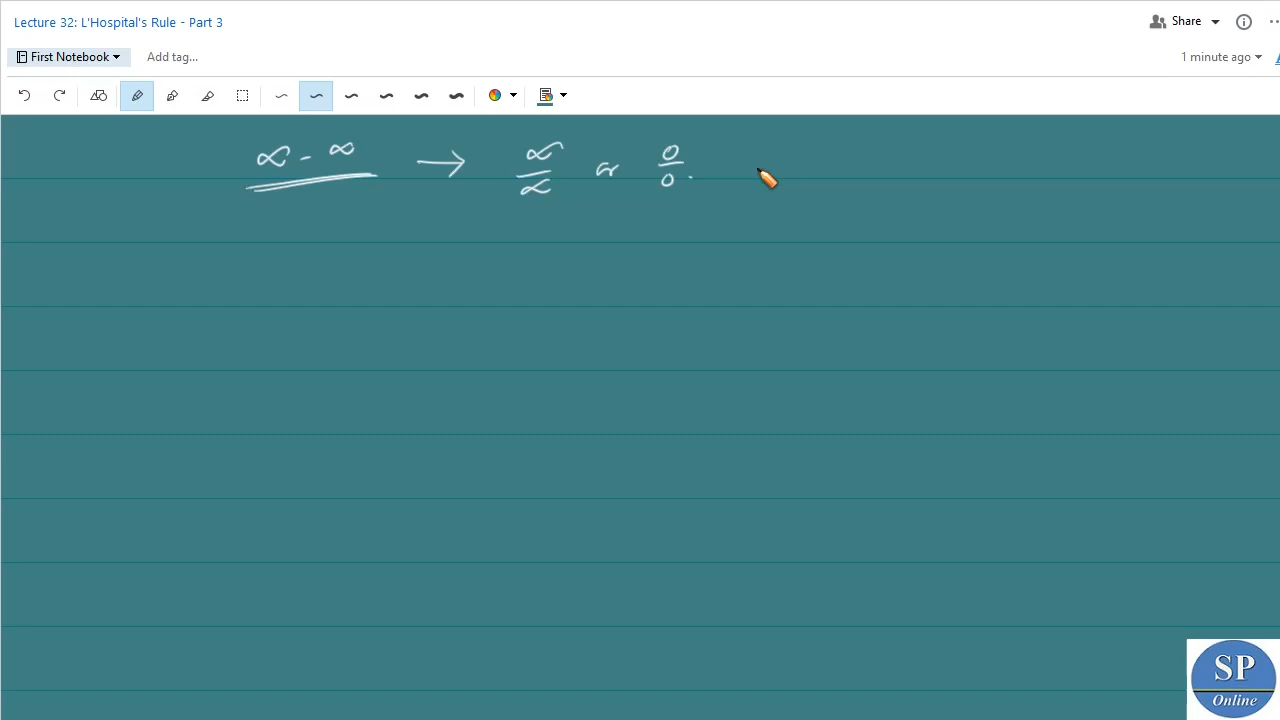 Lecture 32: L'Hospital's Rule - Part 3
Share
First Notebook
Add tag...
1 minute ago
∞ - ∞ → ∞/∞ or 0/0.
SP
Online